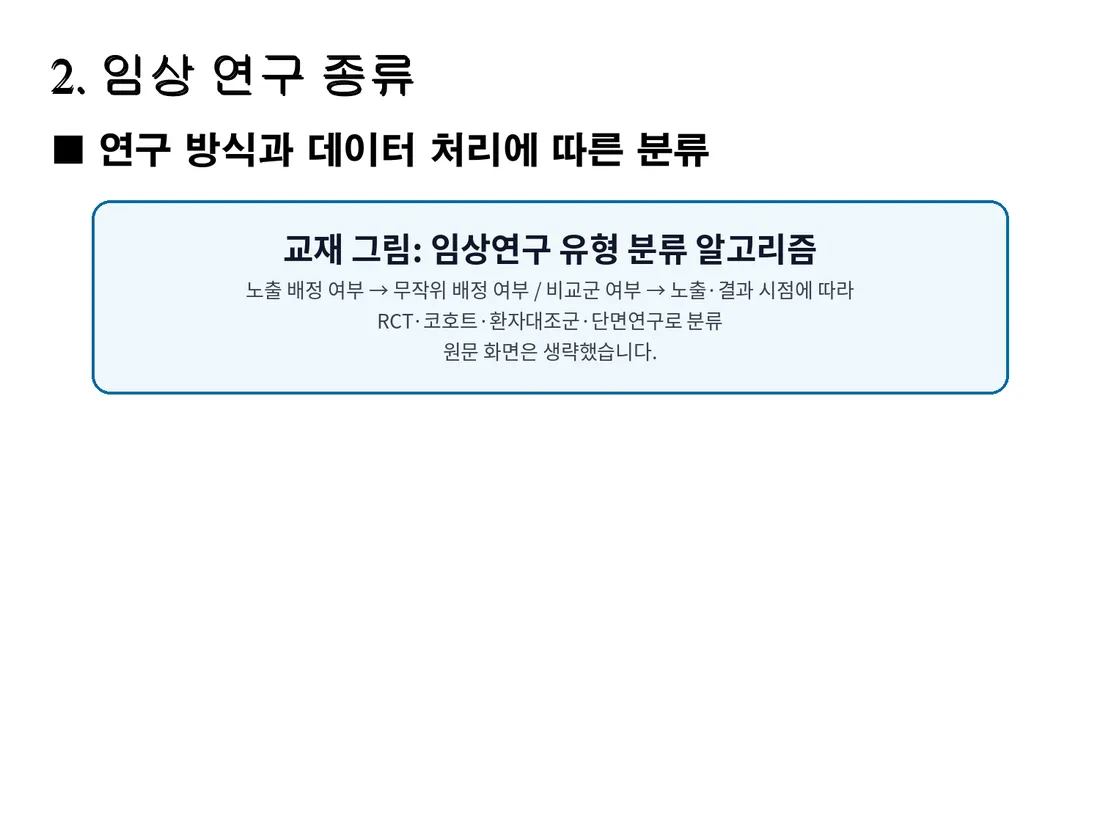 2. 임상 연구 종류
■ 연구 방식과 데이터 처리에 따른 분류
교재 그림: 임상연구 유형 분류 알고리즘
노출 배정 여부 → 무작위 배정 여부 / 비교군 여부 → 노출·결과 시점에 따라
RCT·코호트·환자대조군·단면연구로 분류
원문 화면은 생략했습니다.